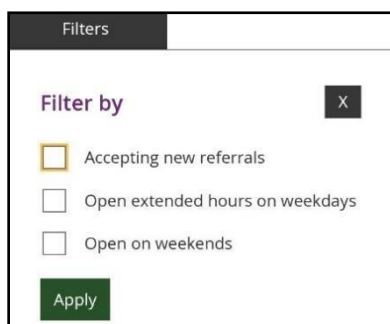 Filters
Filter by
X
Accepting new referrals
Open extended hours on weekdays
Open on weekends
Apply